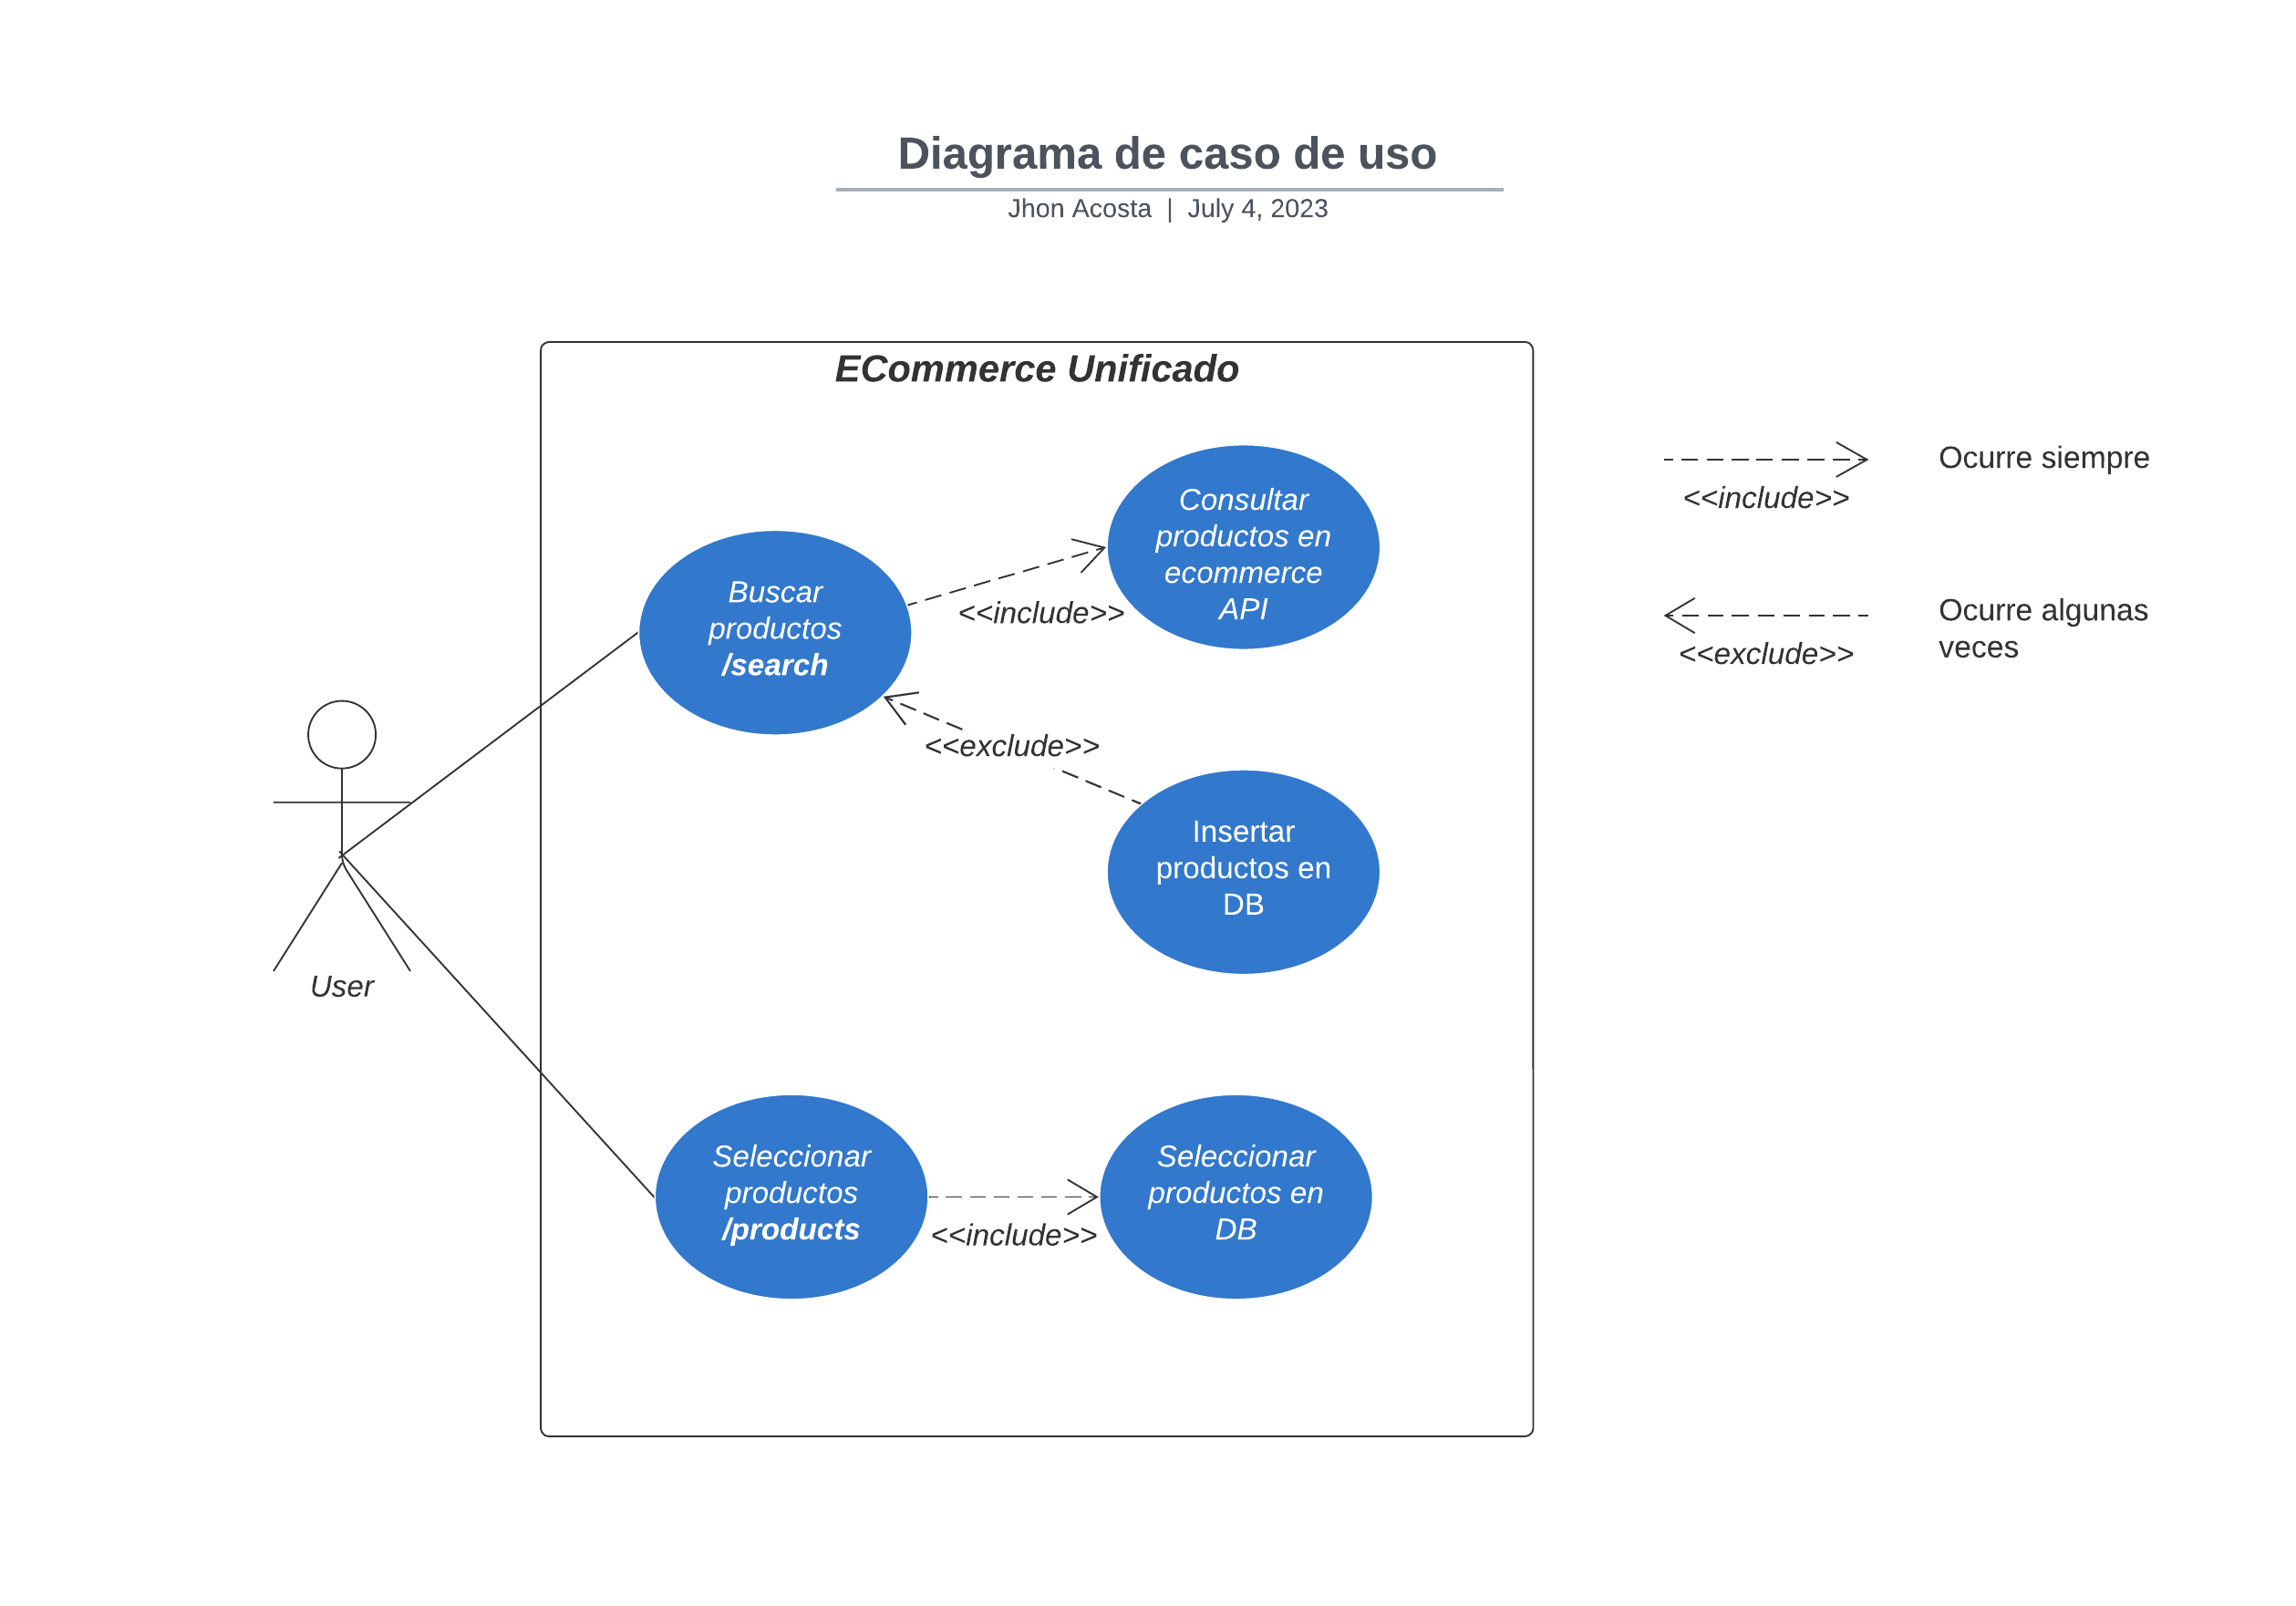 Diagrama de caso de uso
Jhon Acosta | July 4, 2023
ECommerce Unificado
Consultar
productos en
ecommerce
API
Buscar
productos
/search
<<include>>
<<exclude>>
Insertar
productos en
DB
User
Seleccionar
productos
/products
<<include>>
Seleccionar
productos en
DB
Ocurre siempre
<<include>>
Ocurre algunas
veces
<<exclude>>